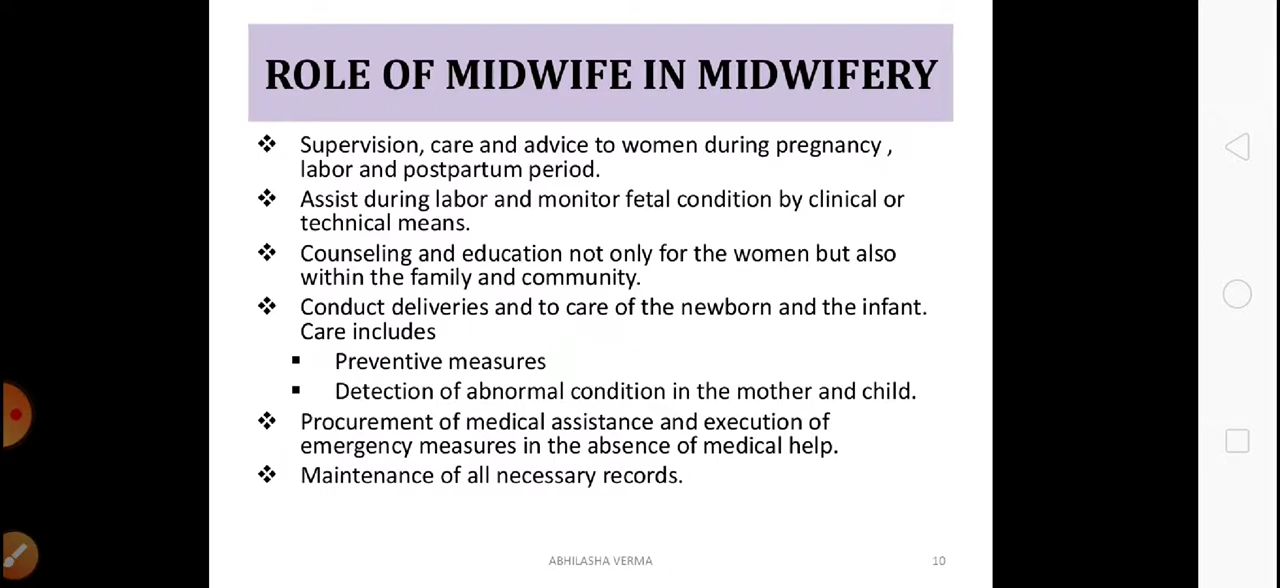 ROLE OF MIDWIFE IN MIDWIFERY
❖ Supervision, care and advice to women during pregnancy ,
labor and postpartum period.
❖ Assist during labor and monitor fetal condition by clinical or
technical means.
❖ Counseling and education not only for the women but also
within the family and community.
❖ Conduct deliveries and to care of the newborn and the infant.
Care includes
▪ Preventive measures
▪ Detection of abnormal condition in the mother and child.
❖ Procurement of medical assistance and execution of
emergency measures in the absence of medical help.
❖ Maintenance of all necessary records.
ABHILASHA VERMA
10